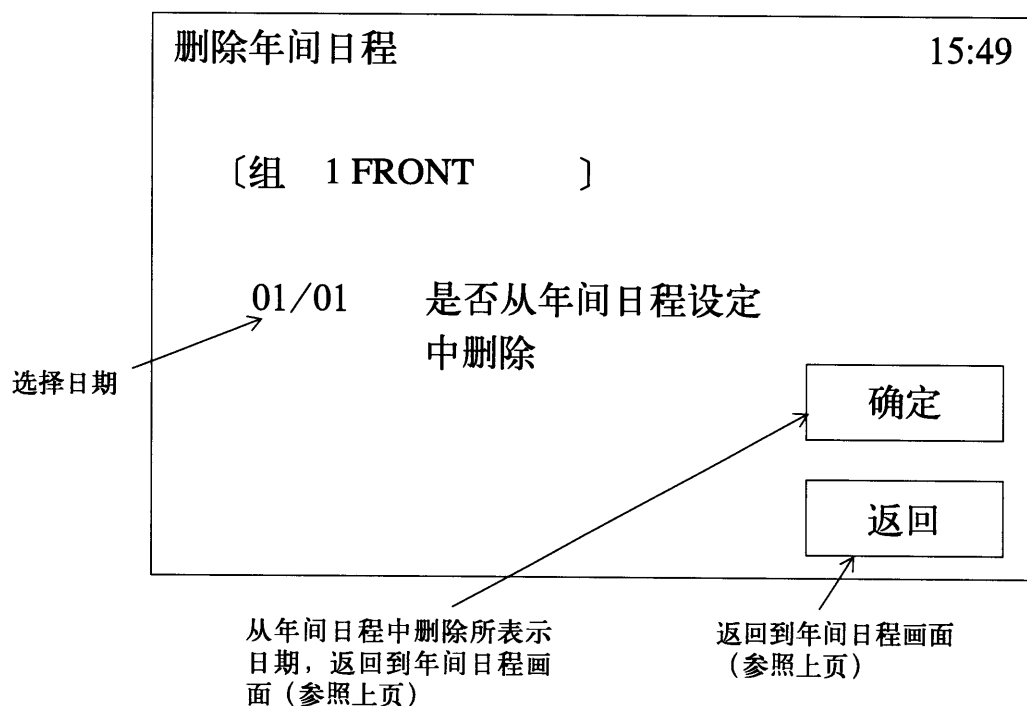 删除年间日程 15:49
〔组 1 FRONT 〕
01/01 是否从年间日程设定
中删除
选择日期
确定
返回
从年间日程中删除所表示
日期，返回到年间日程画
面（参照上页）
返回到年间日程画面
（参照上页）